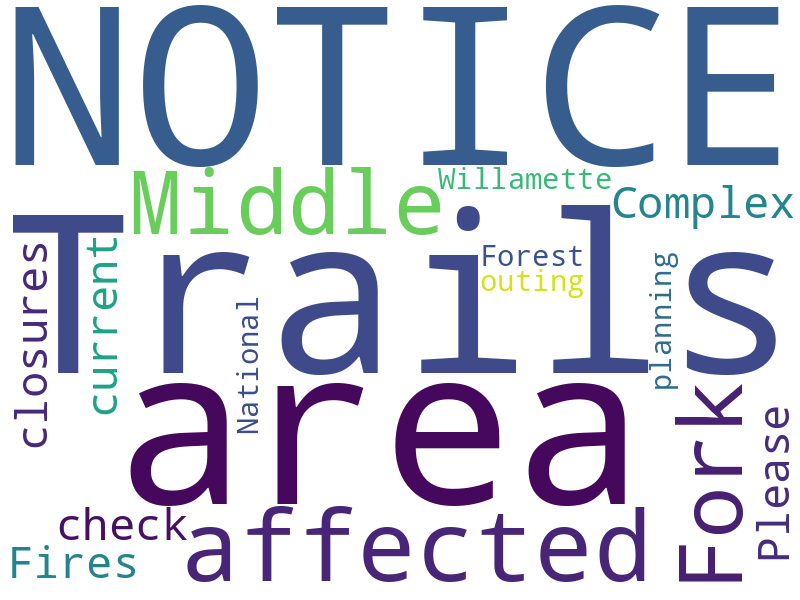 NOTICE
Middle
Willamette
Complex
Trails
Forest
outing
closures
current
National
planning
area
Fork
Please
check
affected
Fires